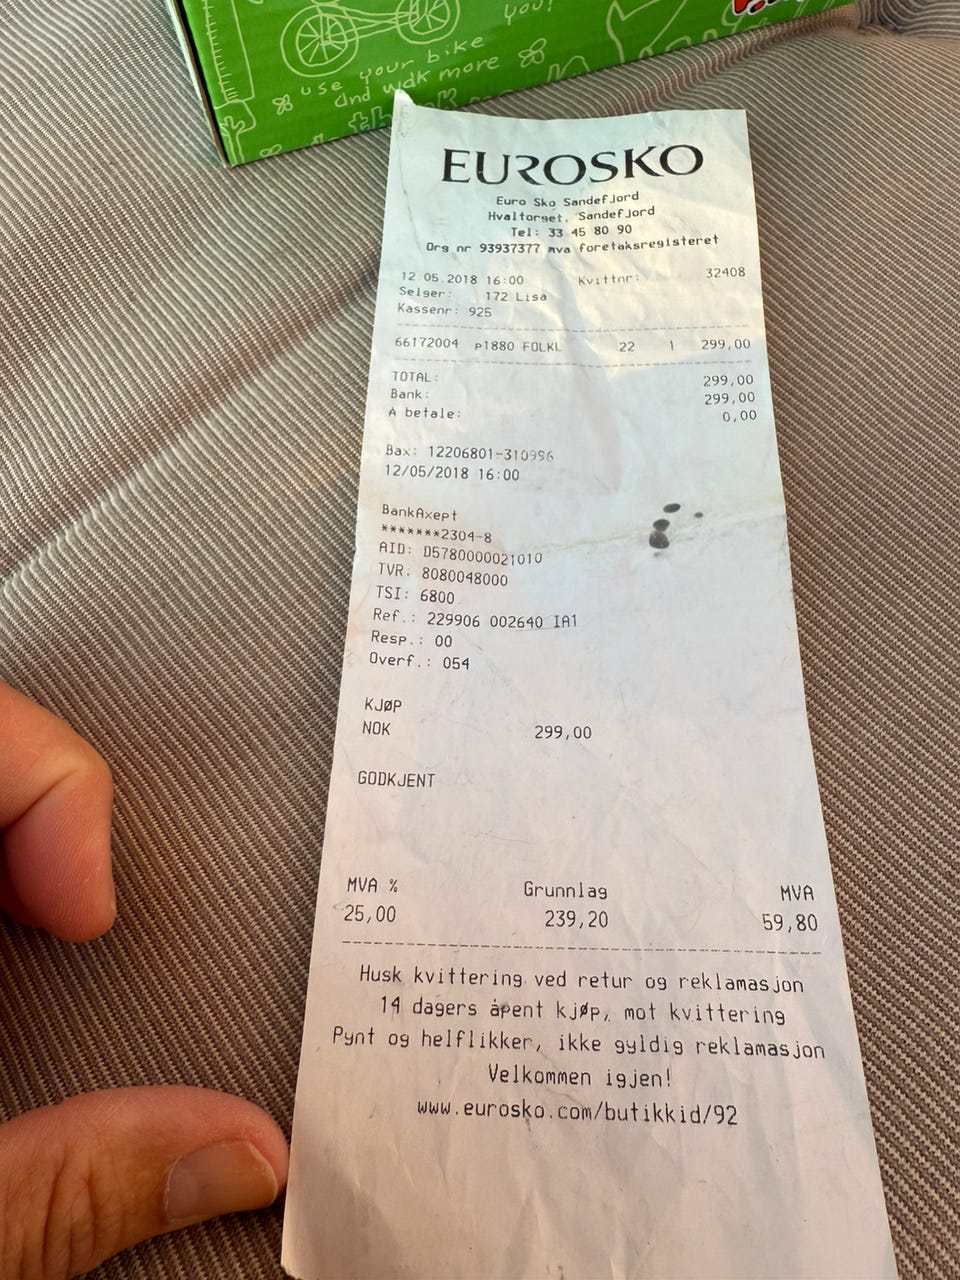 you!
use your bike
and walk more
EUROSKO
Euro Sko Sandefjord
Hvaltorget, Sandefjord
Tel: 33 45 80 90
Org nr 93937377 mva foretaksregisteret
12 05.2018 16:00 Kvittnr: 32408
Selger: 172 Lisa
Kassenr: 925
66172004 p1880 FOLKL 22 1 299,00
TOTAL: 299,00
Bank: 299,00
Å betale: 0,00
Bax: 12206801-310996
12/05/2018 16:00
BankAxept
*******2304-8
AID: D5780000021010
TVR: 8080048000
TSI: 6800
Ref.: 229906 002640 IA1
Resp.: 00
Overf.: 054
KJØP
NOK 299,00
GODKJENT
MVA % Grunnlag MVA
25,00 239,20 59,80
Husk kvittering ved retur og reklamasjon
14 dagers åpent kjøp, mot kvittering
Pynt og helflikker, ikke gyldig reklamasjon
Velkommen igjen!
www.eurosko.com/butikkid/92